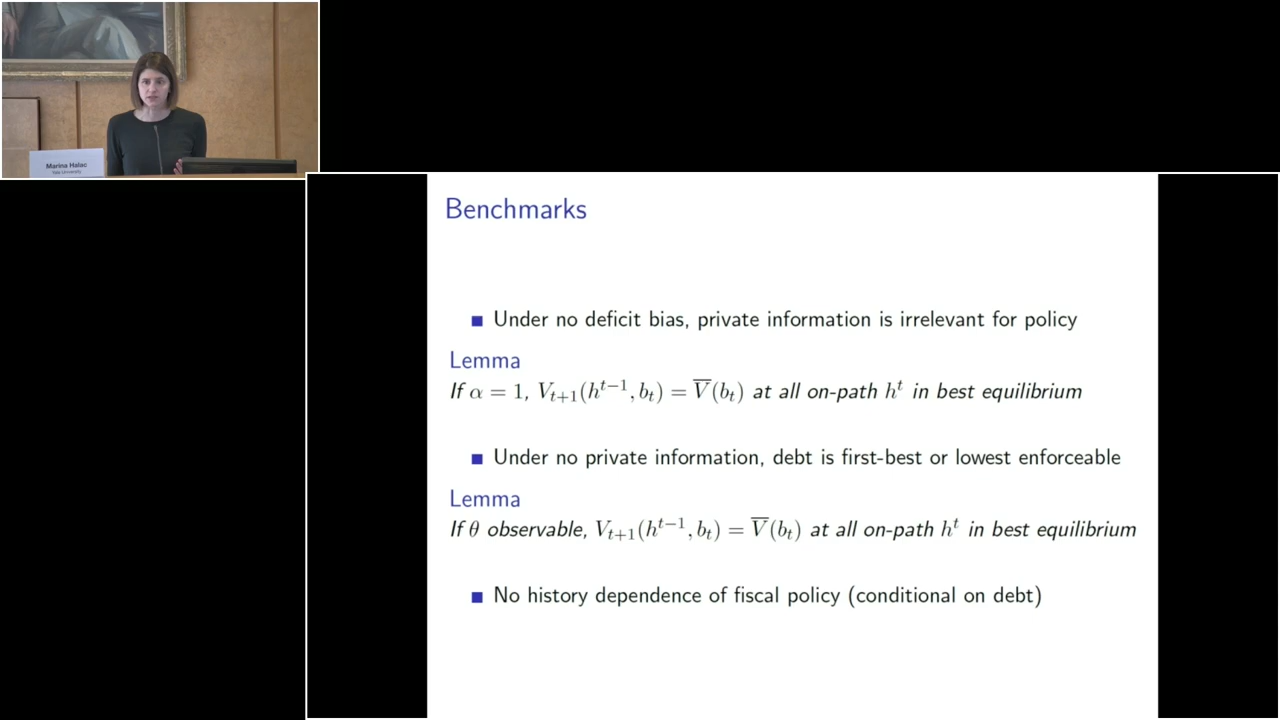 Marina Halac
Yale University
Benchmarks
■ Under no deficit bias, private information is irrelevant for policy
Lemma
If α = 1, V_{t+1}(h^{t−1}, b_t) = V̅(b_t) at all on-path h^t in best equilibrium
■ Under no private information, debt is first-best or lowest enforceable
Lemma
If θ observable, V_{t+1}(h^{t−1}, b_t) = V̅(b_t) at all on-path h^t in best equilibrium
■ No history dependence of fiscal policy (conditional on debt)